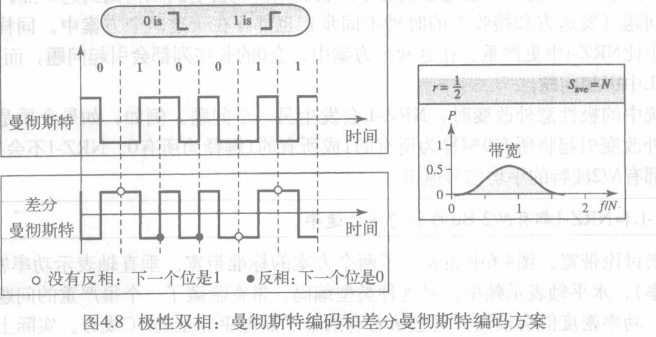 0 is 1 is
0 1 0 0 1 1
曼彻斯特
时间
差分
曼彻斯特
时间
○ 没有反相：下一个位是1 ●反相：下一个位是0
r=1/2 Save=N
P
1
0.5
0
带宽
0 1 2 f/N
图4.8 极性双相：曼彻斯特编码和差分曼彻斯特编码方案